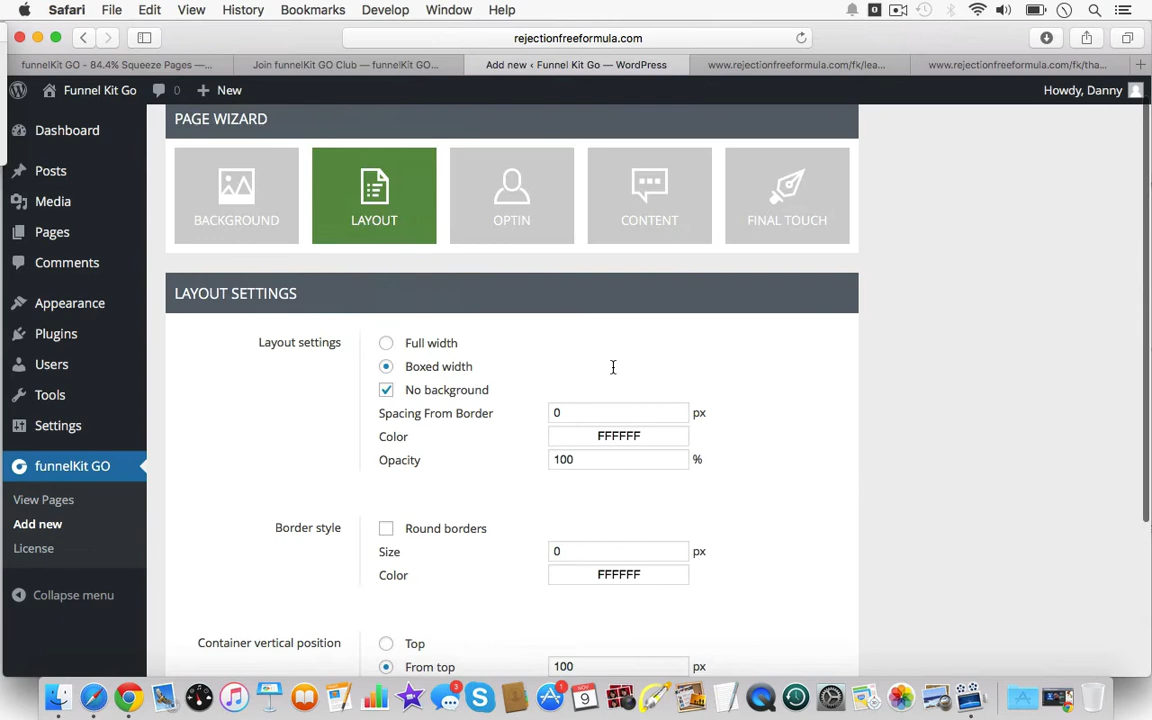 Safari File Edit View History Bookmarks Develop Window Help
rejectionfreeformula.com
funnelKit GO - 84.4% Squeeze Pages —... Join funnelKit GO Club — funnelKit GO... Add new ‹ Funnel Kit Go — WordPress www.rejectionfreeformula.com/fk/lea... www.rejectionfreeformula.com/fk/tha...
Funnel Kit Go 0 + New Howdy, Danny
Dashboard
Posts
Media
Pages
Comments
Appearance
Plugins
Users
Tools
Settings
funnelKit GO
View Pages
Add new
License
Collapse menu
PAGE WIZARD
BACKGROUND LAYOUT OPTIN CONTENT FINAL TOUCH
LAYOUT SETTINGS
Layout settings Full width
Boxed width
No background
Spacing From Border 0 px
Color FFFFFF
Opacity 100 %
Border style Round borders
Size 0 px
Color FFFFFF
Container vertical position Top
From top 100 px
3 NOV 9 1